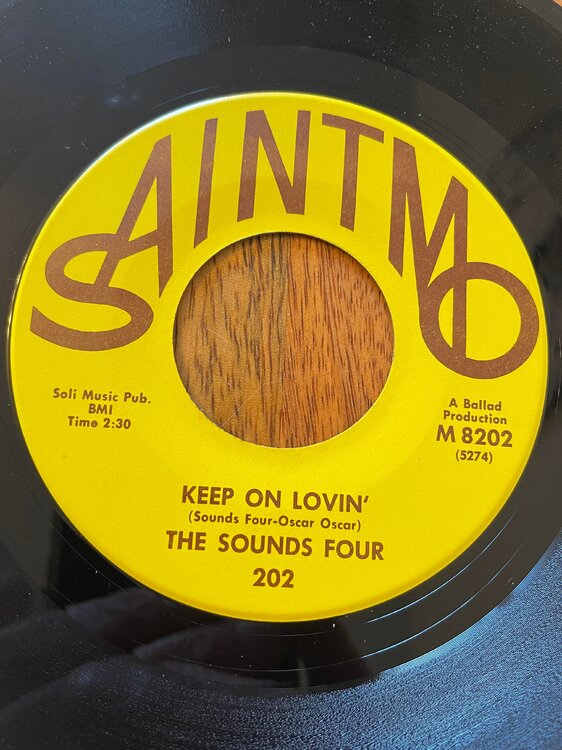 SAINTMO
Soli Music Pub.
BMI
Time 2:30
A Ballad
Production
M 8202
(5274)
KEEP ON LOVIN'
(Sounds Four-Oscar Oscar)
THE SOUNDS FOUR
202